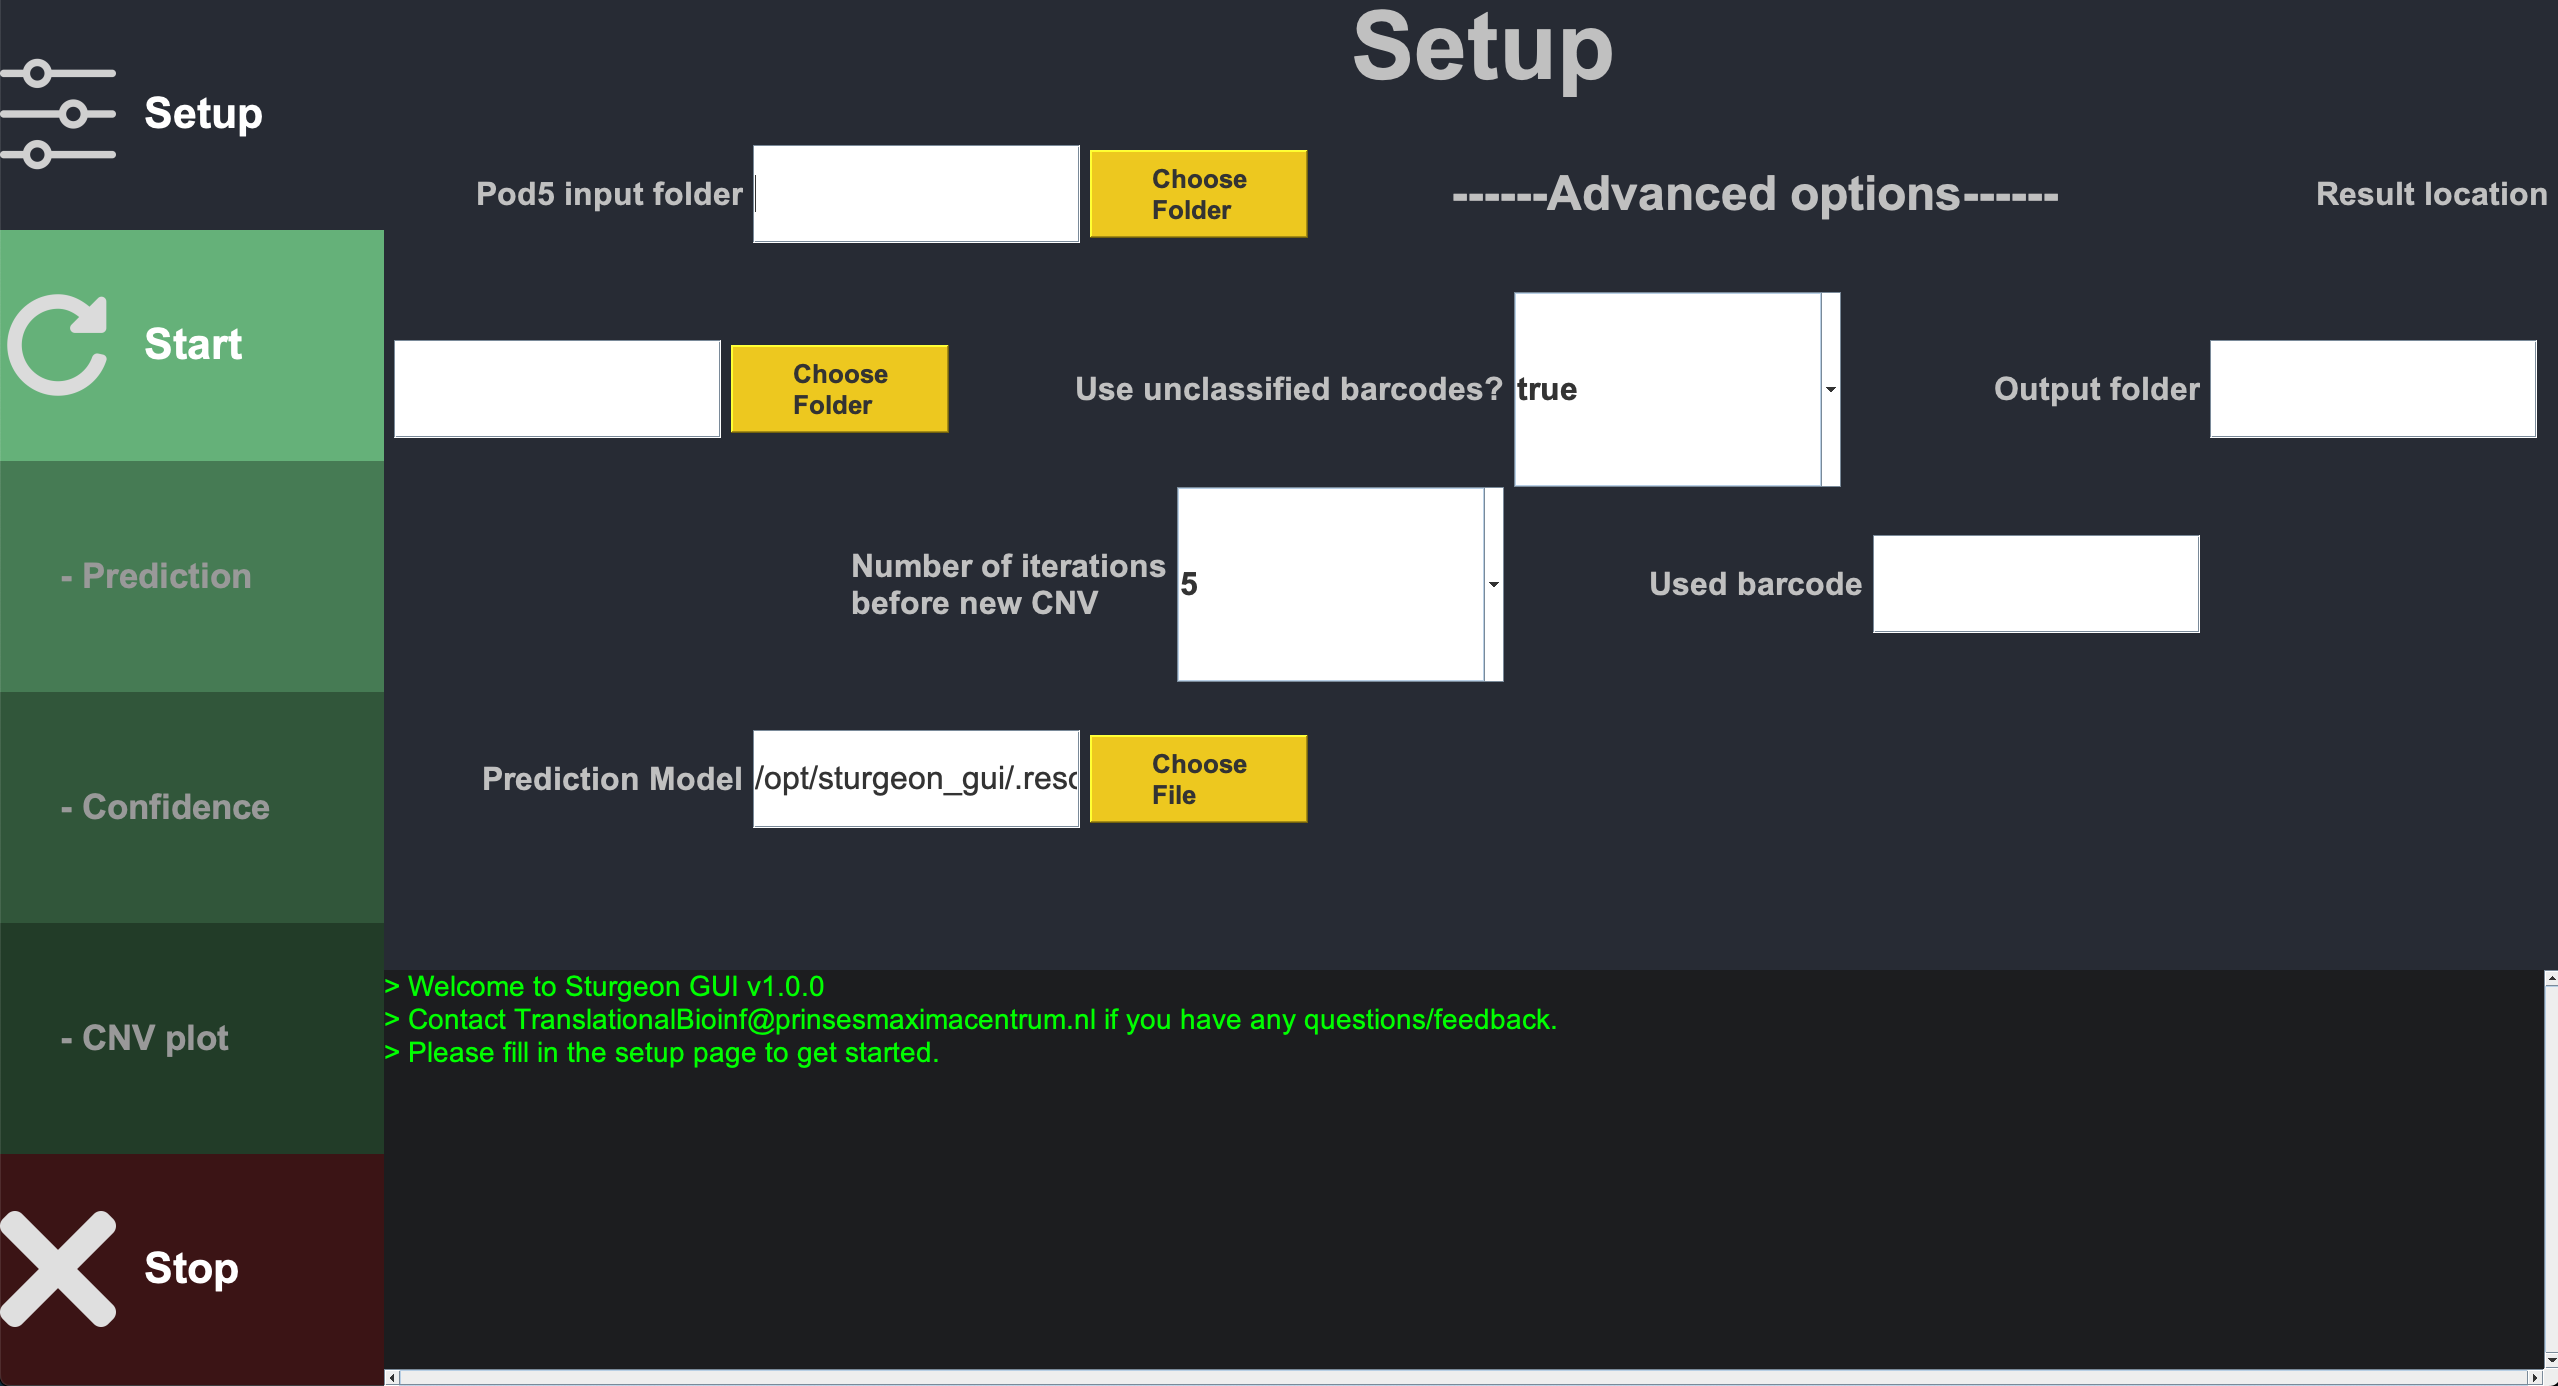 Setup
Start
- Prediction
- Confidence
- CNV plot
Stop
Setup
Pod5 input folder
Choose
Folder
------Advanced options------
Result location
Choose
Folder
Use unclassified barcodes?
true
Output folder
Number of iterations
before new CNV
5
Used barcode
Prediction Model
/opt/sturgeon_gui/.reso
Choose
File
> Welcome to Sturgeon GUI v1.0.0
> Contact TranslationalBioinf@prinsesmaximacentrum.nl if you have any questions/feedback.
> Please fill in the setup page to get started.